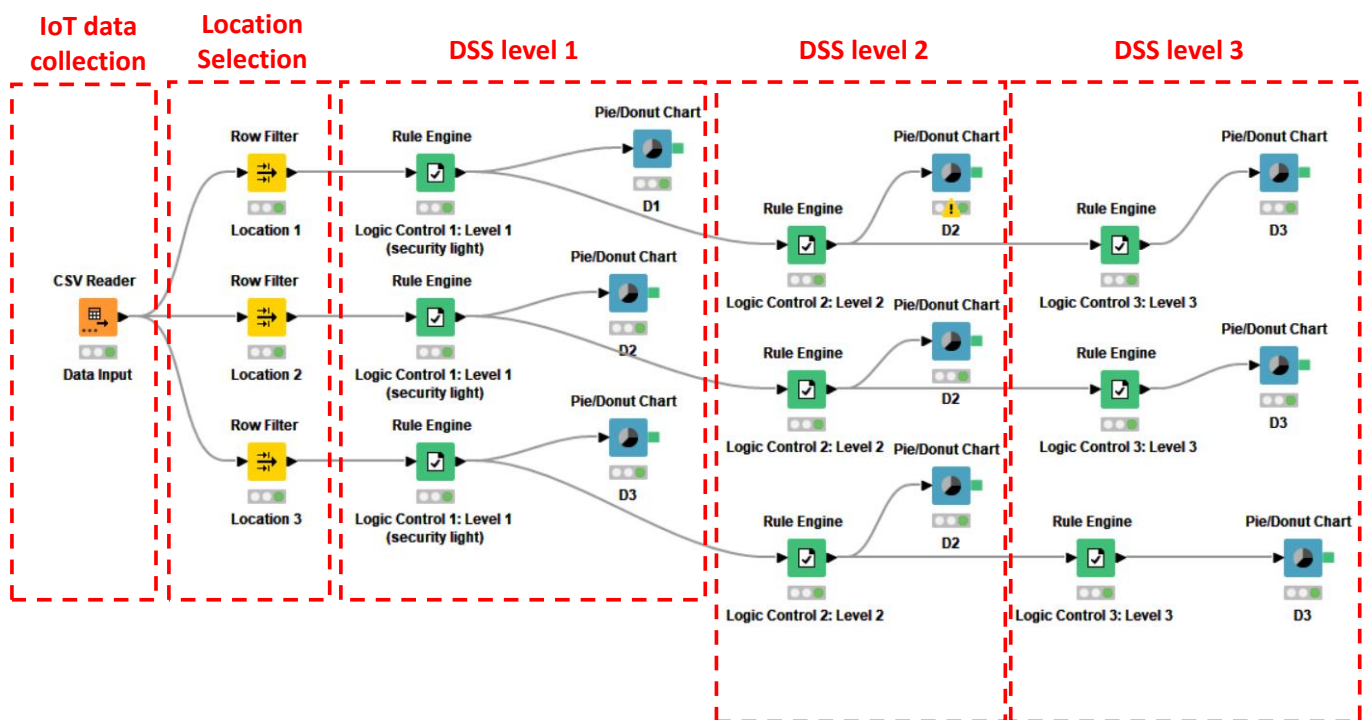 IoT data
collection
Location
Selection
DSS level 1
DSS level 2
DSS level 3
CSV Reader
Data Input
Row Filter
Location 1
Row Filter
Location 2
Row Filter
Location 3
Rule Engine
Logic Control 1: Level 1
(security light)
Pie/Donut Chart
D1
Rule Engine
Logic Control 1: Level 1
(security light)
Pie/Donut Chart
D2
Rule Engine
Logic Control 1: Level 1
(security light)
Pie/Donut Chart
D3
Rule Engine
Logic Control 2: Level 2
Pie/Donut Chart
D2
Rule Engine
Logic Control 2: Level 2
Pie/Donut Chart
D2
Rule Engine
Logic Control 2: Level 2
Pie/Donut Chart
D2
Rule Engine
Logic Control 3: Level 3
Pie/Donut Chart
D3
Rule Engine
Logic Control 3: Level 3
Pie/Donut Chart
D3
Rule Engine
Logic Control 3: Level 3
Pie/Donut Chart
D3